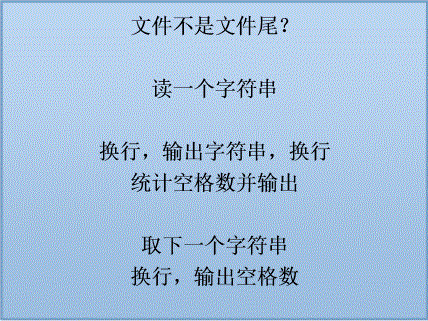 文件不是文件尾？
读一个字符串
换行，输出字符串，换行
统计空格数并输出
取下一个字符串
换行，输出空格数